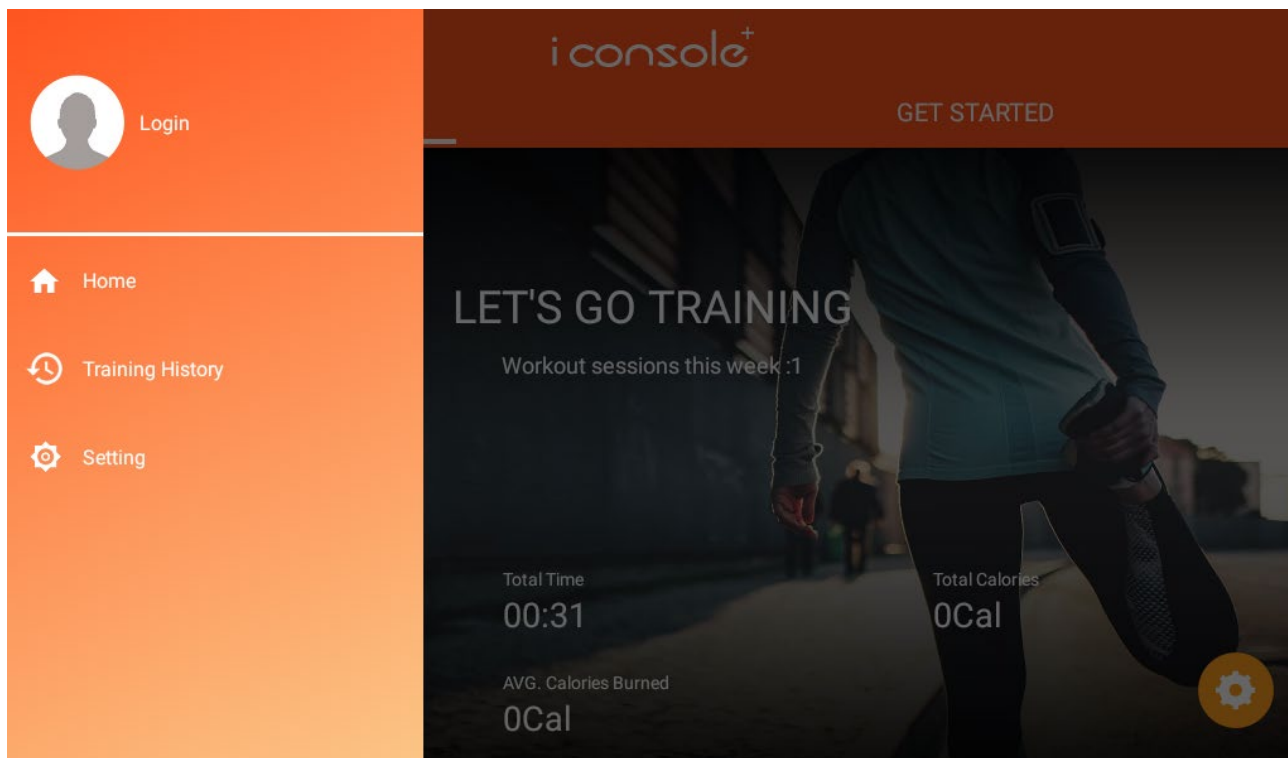 Login
Home
Training History
Setting
i console+
GET STARTED
LET'S GO TRAINING
Workout sessions this week :1
Total Time
00:31
Total Calories
0Cal
AVG. Calories Burned
0Cal